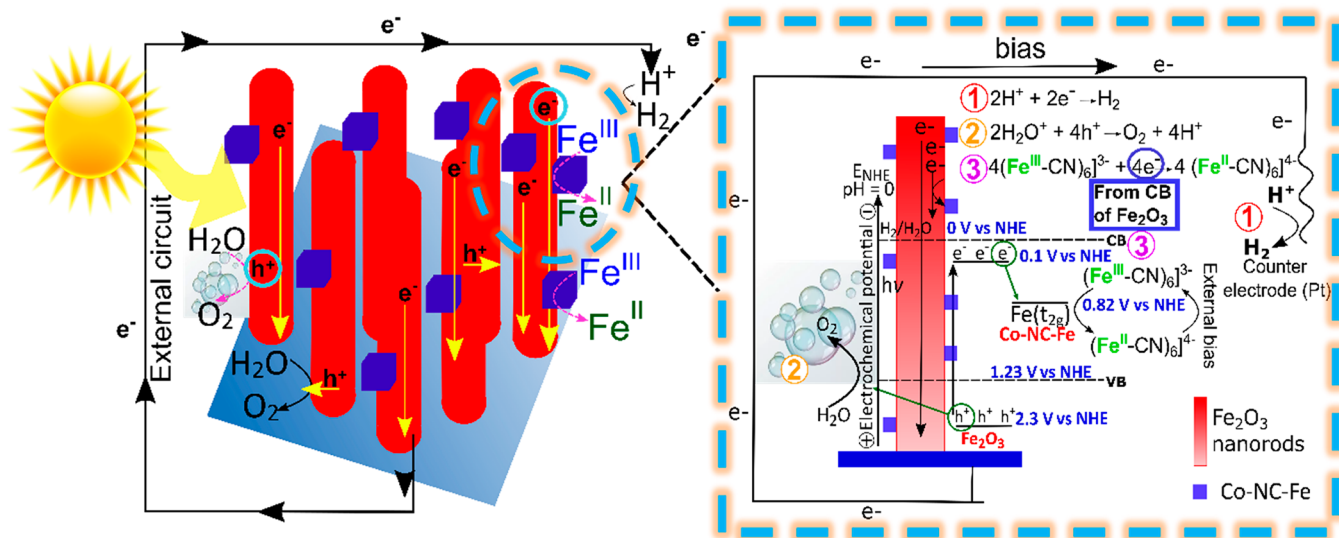 e-
e-
H⁺
H₂
External circuit
e-
e-
Fe^III
Fe^II
e-
e-
e-
H₂O
h⁺
O₂
h⁺
Fe^III
Fe^II
e-
e-
H₂O
h⁺
O₂
e-
bias
e-
e-
1 2H⁺ + 2e⁻ → H₂
2 2H₂O⁺ + 4h⁺ → O₂ + 4H⁺
3 4(Fe^III-CN)₆]³⁻ + 4e⁻ → 4 (Fe^II-CN)₆]⁴⁻
From CB
of Fe₂O₃
e-
e-
e-
E_NHE
pH = 0
H⁺
1
H₂
Counter
electrode (Pt)
e-
H₂/H₂O
0 V vs NHE
CB 3
e⁻ e⁻ e⁻
0.1 V vs NHE
hν
(Fe^III-CN)₆]³⁻
0.82 V vs NHE
(Fe^II-CN)₆]⁴⁻
External bias
Fe(t₂g)
Co-NC-Fe
⊕Electrochemical potential ⊖
O₂
2
H₂O
e-
1.23 V vs NHE
VB
h⁺ h⁺ h⁺
2.3 V vs NHE
Fe₂O₃
e-
Fe₂O₃
nanorods
Co-NC-Fe
e-